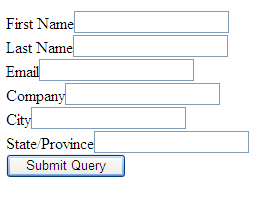 First Name
Last Name
Email
Company
City
State/Province
Submit Query